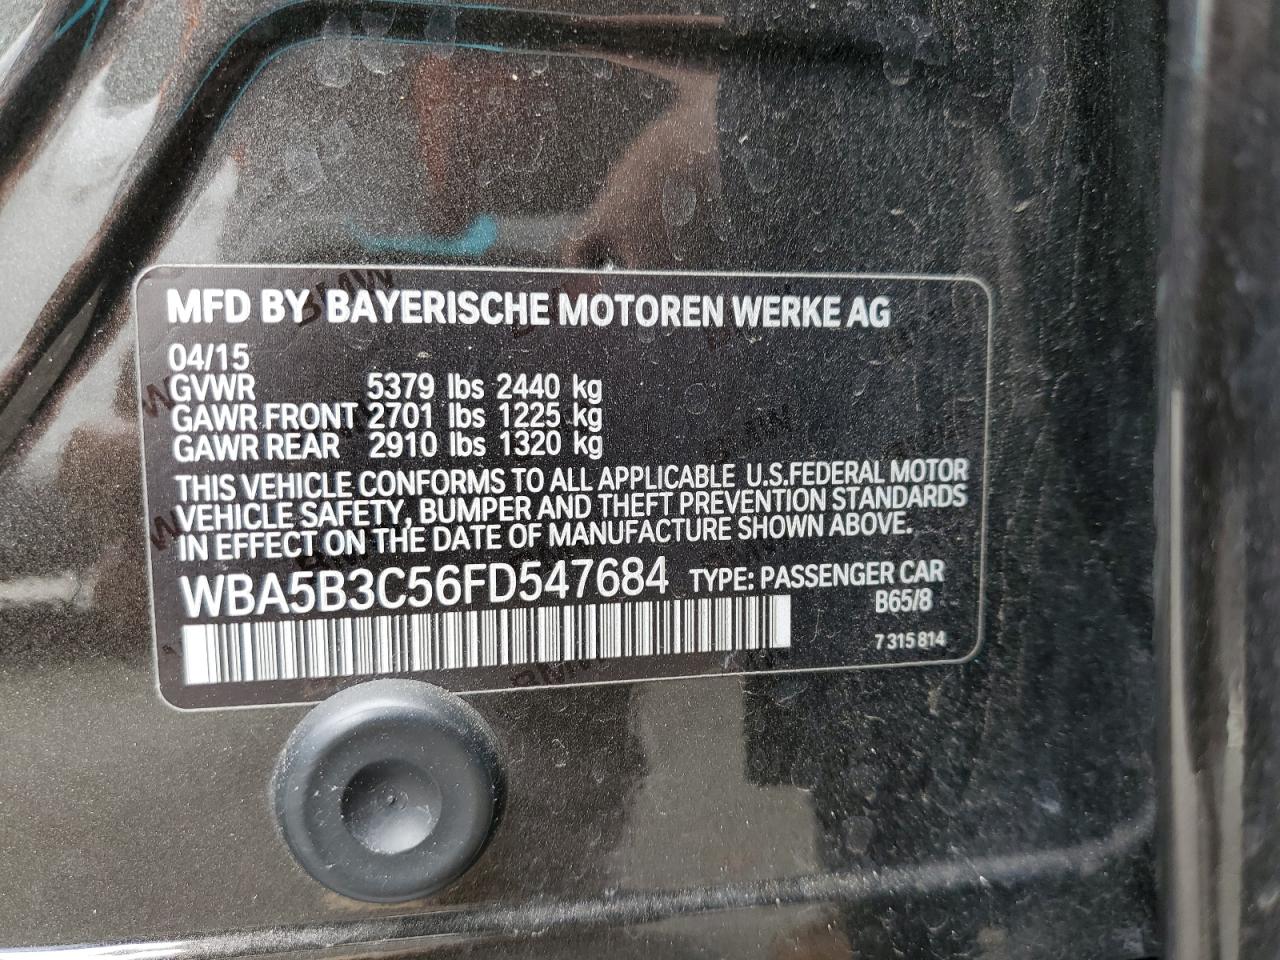 MFD BY BAYERISCHE MOTOREN WERKE AG
04/15
GVWR 5379 lbs 2440 kg
GAWR FRONT 2701 lbs 1225 kg
GAWR REAR 2910 lbs 1320 kg
THIS VEHICLE CONFORMS TO ALL APPLICABLE U.S.FEDERAL MOTOR
VEHICLE SAFETY, BUMPER AND THEFT PREVENTION STANDARDS
IN EFFECT ON THE DATE OF MANUFACTURE SHOWN ABOVE.
WBA5B3C56FD547684 TYPE: PASSENGER CAR
B65/8
7 315 814